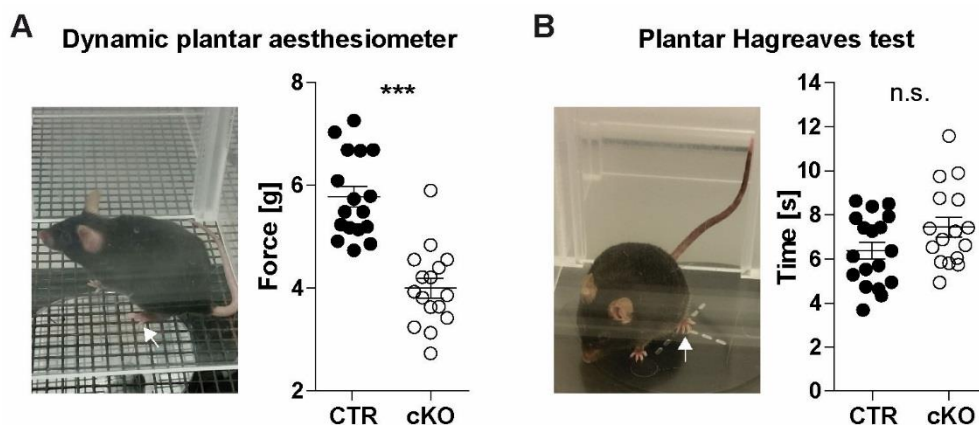 A
Dynamic plantar aesthesiometer
8
6
4
2
Force [g]
***
CTR
cKO
B
Plantar Hagreaves test
14
12
10
8
6
4
2
0
Time [s]
n.s.
CTR
cKO